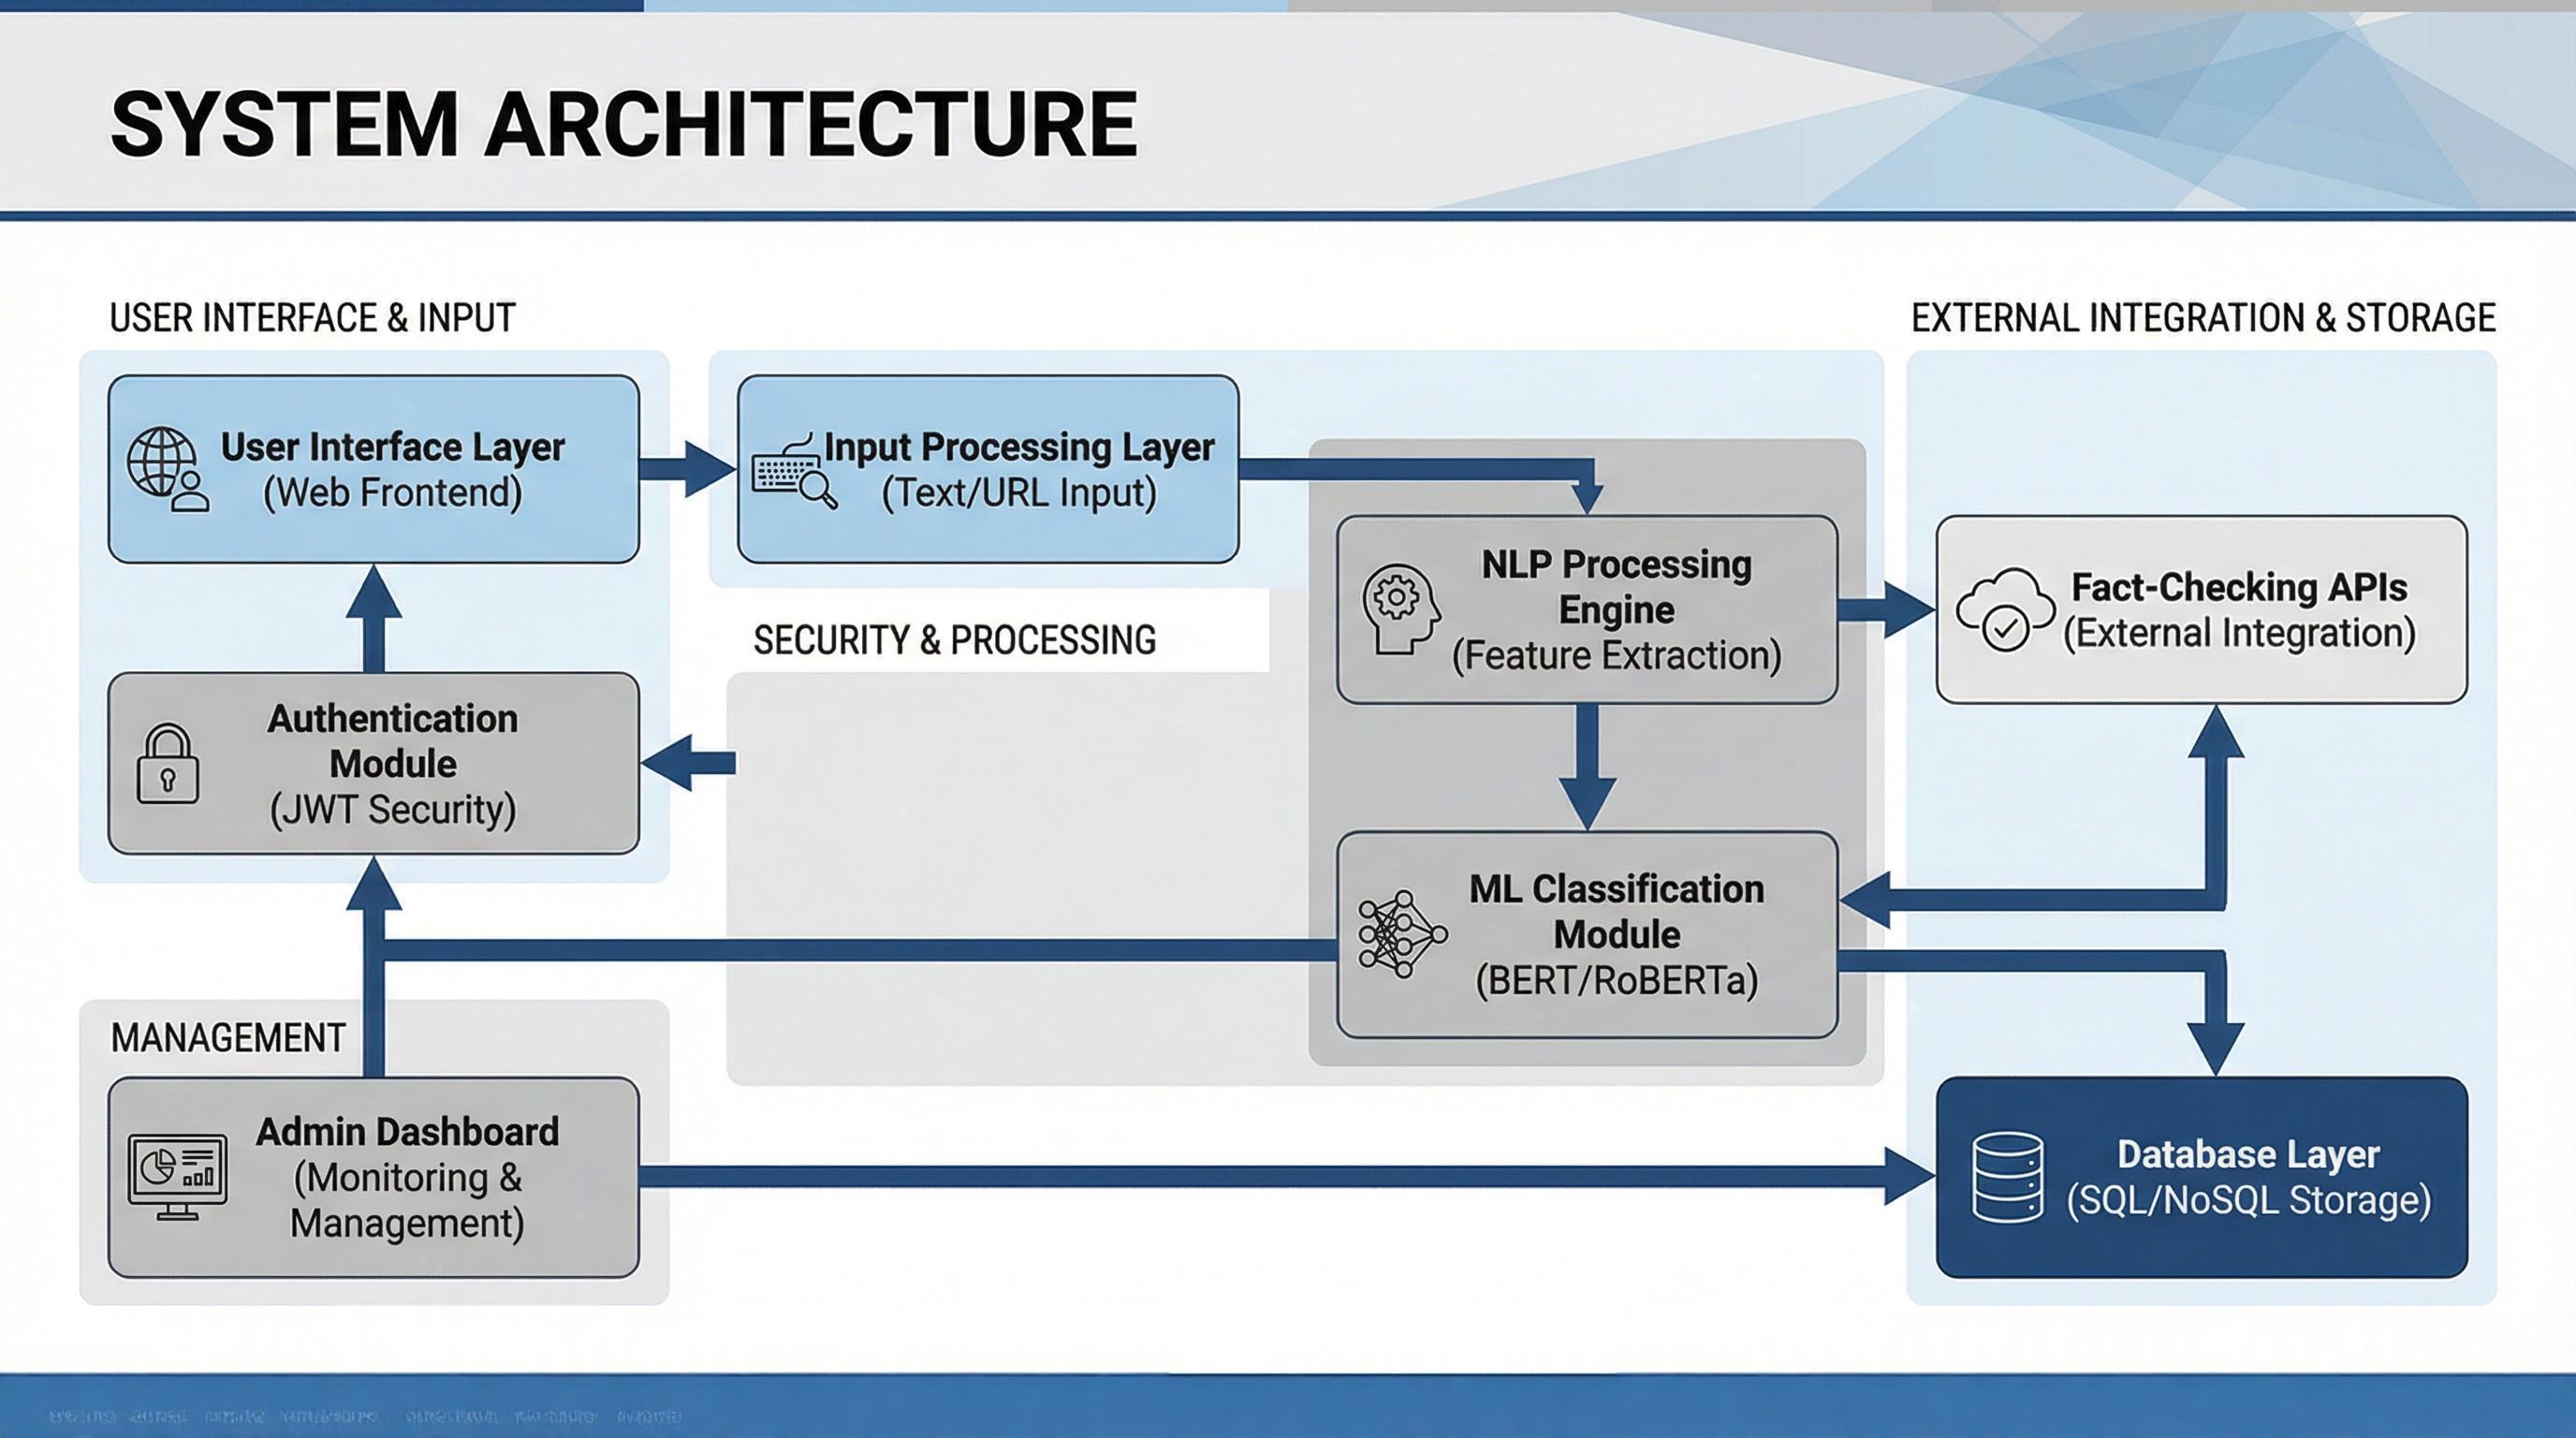 SYSTEM ARCHITECTURE
USER INTERFACE & INPUT
User Interface Layer
(Web Frontend)
Authentication
Module
(JWT Security)
MANAGEMENT
Admin Dashboard
(Monitoring &
Management)
Input Processing Layer
(Text/URL Input)
SECURITY & PROCESSING
NLP Processing
Engine
(Feature Extraction)
ML Classification
Module
(BERT/RoBERTa)
EXTERNAL INTEGRATION & STORAGE
Fact-Checking APIs
(External Integration)
Database Layer
(SQL/NoSQL Storage)